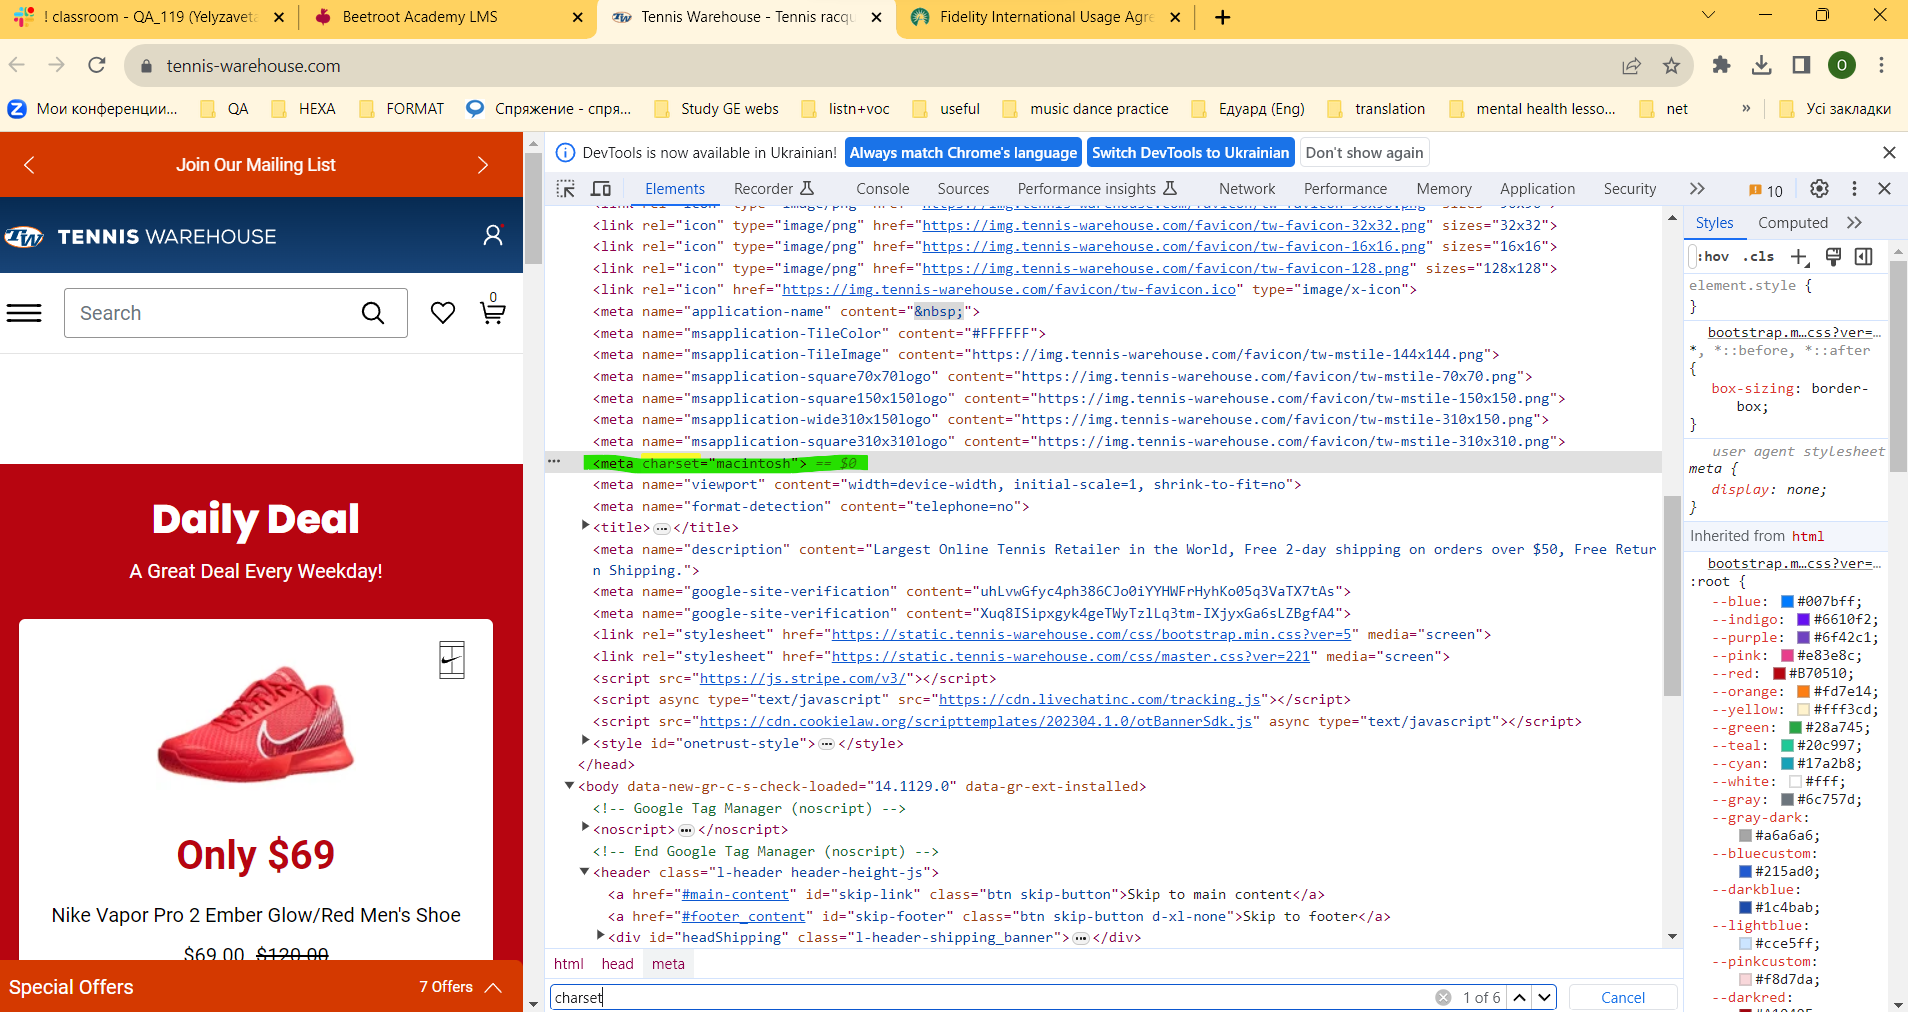 ! classroom - QA_119 (Yelyzaveta
Beetroot Academy LMS
Tennis Warehouse - Tennis racqu
Fidelity International Usage Agre
tennis-warehouse.com
O
Мои конференции...
QA
HEXA
FORMAT
Спряжение - спря...
Study GE webs
listn+voc
useful
music dance practice
Едуард (Eng)
translation
mental health lesso...
net
»
Усі закладки
Join Our Mailing List
TW TENNIS WAREHOUSE
Search
0
Daily Deal
A Great Deal Every Weekday!
Only $69
Nike Vapor Pro 2 Ember Glow/Red Men's Shoe
$69.00 $120.00
Special Offers
7 Offers
DevTools is now available in Ukrainian!
Always match Chrome's language
Switch DevTools to Ukrainian
Don't show again
Elements
Recorder
Console
Sources
Performance insights
Network
Performance
Memory
Application
Security
10
<link rel="icon" type="image/png" href="https://img.tennis-warehouse.com/favicon/tw-favicon-96x96.png" sizes="96x96">
<link rel="icon" type="image/png" href="https://img.tennis-warehouse.com/favicon/tw-favicon-32x32.png" sizes="32x32">
<link rel="icon" type="image/png" href="https://img.tennis-warehouse.com/favicon/tw-favicon-16x16.png" sizes="16x16">
<link rel="icon" type="image/png" href="https://img.tennis-warehouse.com/favicon/tw-favicon-128.png" sizes="128x128">
<link rel="icon" href="https://img.tennis-warehouse.com/favicon/tw-favicon.ico" type="image/x-icon">
<meta name="application-name" content="&nbsp;">
<meta name="msapplication-TileColor" content="#FFFFFF">
<meta name="msapplication-TileImage" content="https://img.tennis-warehouse.com/favicon/tw-mstile-144x144.png">
<meta name="msapplication-square70x70logo" content="https://img.tennis-warehouse.com/favicon/tw-mstile-70x70.png">
<meta name="msapplication-square150x150logo" content="https://img.tennis-warehouse.com/favicon/tw-mstile-150x150.png">
<meta name="msapplication-wide310x150logo" content="https://img.tennis-warehouse.com/favicon/tw-mstile-310x150.png">
<meta name="msapplication-square310x310logo" content="https://img.tennis-warehouse.com/favicon/tw-mstile-310x310.png">
<meta charset="macintosh"> == $0
<meta name="viewport" content="width=device-width, initial-scale=1, shrink-to-fit=no">
<meta name="format-detection" content="telephone=no">
<title>…</title>
<meta name="description" content="Largest Online Tennis Retailer in the World, Free 2-day shipping on orders over $50, Free Retur
n Shipping.">
<meta name="google-site-verification" content="uhLvwGfyc4ph386CJo0iYYHWFrHyhKo05q3VaTX7tAs">
<meta name="google-site-verification" content="Xuq8ISipxgyk4geTWyTzlLq3tm-IXjyxGa6sLZBgfA4">
<link rel="stylesheet" href="https://static.tennis-warehouse.com/css/bootstrap.min.css?ver=5" media="screen">
<link rel="stylesheet" href="https://static.tennis-warehouse.com/css/master.css?ver=221" media="screen">
<script src="https://js.stripe.com/v3/"></script>
<script async type="text/javascript" src="https://cdn.livechatinc.com/tracking.js"></script>
<script src="https://cdn.cookielaw.org/scripttemplates/202304.1.0/otBannerSdk.js" async type="text/javascript"></script>
<style id="onetrust-style">…</style>
</head>
<body data-new-gr-c-s-check-loaded="14.1129.0" data-gr-ext-installed>
<!-- Google Tag Manager (noscript) -->
<noscript>…</noscript>
<!-- End Google Tag Manager (noscript) -->
<header class="l-header header-height-js">
<a href="#main-content" id="skip-link" class="btn skip-button">Skip to main content</a>
<a href="#footer_content" id="skip-footer" class="btn skip-button d-xl-none">Skip to footer</a>
<div id="headShipping" class="l-header-shipping_banner">…</div>
html head meta
charset
1 of 6
Cancel
Styles
Computed
:hov .cls
element.style {
}
bootstrap.m…css?ver=…
*, *::before, *::after
{
box-sizing: border-
box;
}
user agent stylesheet
meta {
display: none;
}
Inherited from html
bootstrap.m…css?ver=…
:root {
--blue: #007bff;
--indigo: #6610f2;
--purple: #6f42c1;
--pink: #e83e8c;
--red: #B70510;
--orange: #fd7e14;
--yellow: #fff3cd;
--green: #28a745;
--teal: #20c997;
--cyan: #17a2b8;
--white: #fff;
--gray: #6c757d;
--gray-dark:
#a6a6a6;
--bluecustom:
#215ad0;
--darkblue:
#1c4bab;
--lightblue:
#cce5ff;
--pinkcustom:
#f8d7da;
--darkred: